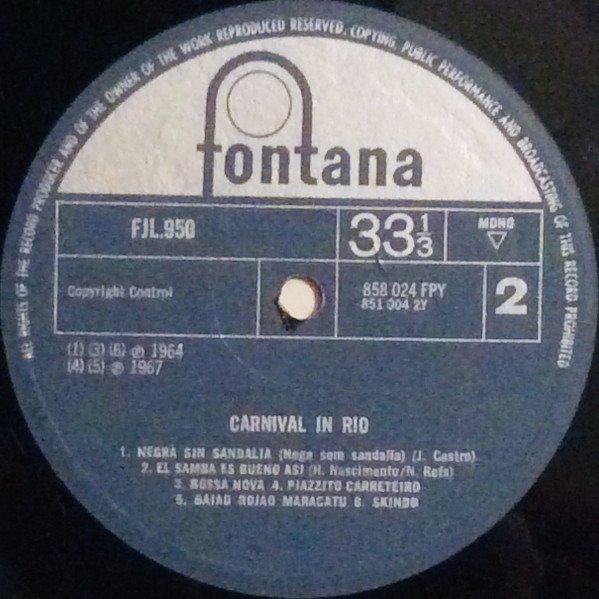 ALL RIGHTS OF THE RECORD PRODUCER AND OF THE OWNER OF THE WORK REPRODUCED RESERVED. COPYING, PUBLIC PERFORMANCE AND BROADCASTING OF THIS RECORD PROHIBITED
fontana
FJL.950
33⅓
MONO
Copyright Control
858 024 FPY
851 004 2Y
2
(1) (3) (6) ℗ 1964
(4) (5) ℗ 1967
CARNIVAL IN RIO
1. NEGRA SIN SANDALIA (Nega sem sandalia) (J. Castro)
2. EL SAMBA ES BUENO ASI (H. Nascimento/N. Reis)
3. BOSSA NOVA 4. PIAZZITO CARRETEIRO
5. BAIAO ROJAO MARACATU 6. SKINDO